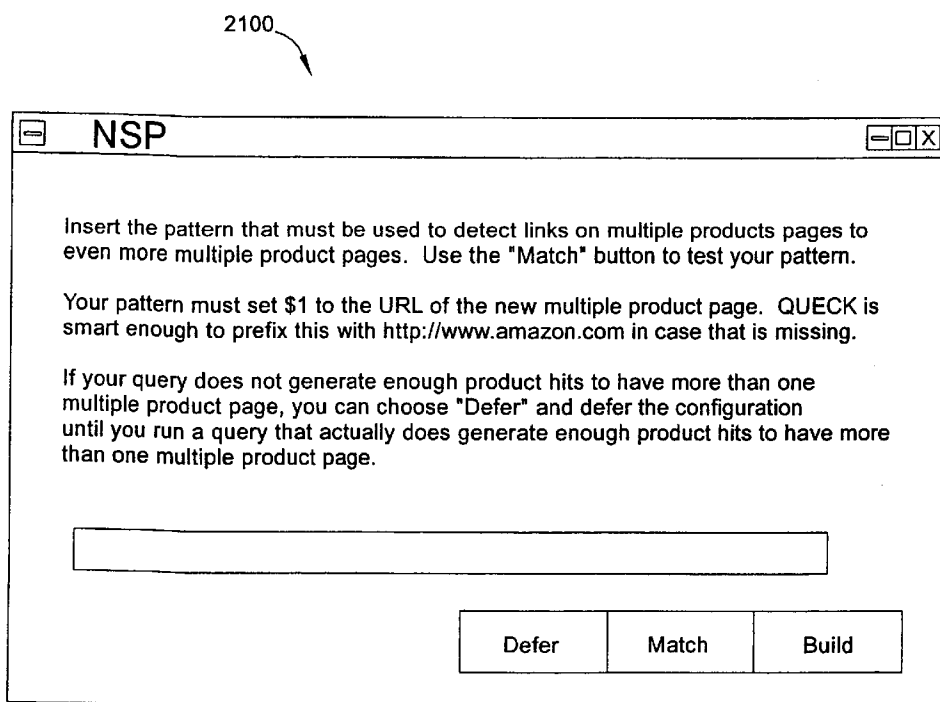 2100
NSP
Insert the pattern that must be used to detect links on multiple products pages to
even more multiple product pages. Use the "Match" button to test your pattern.
Your pattern must set $1 to the URL of the new multiple product page. QUECK is
smart enough to prefix this with http://www.amazon.com in case that is missing.
If your query does not generate enough product hits to have more than one
multiple product page, you can choose "Defer" and defer the configuration
until you run a query that actually does generate enough product hits to have more
than one multiple product page.
Defer Match Build